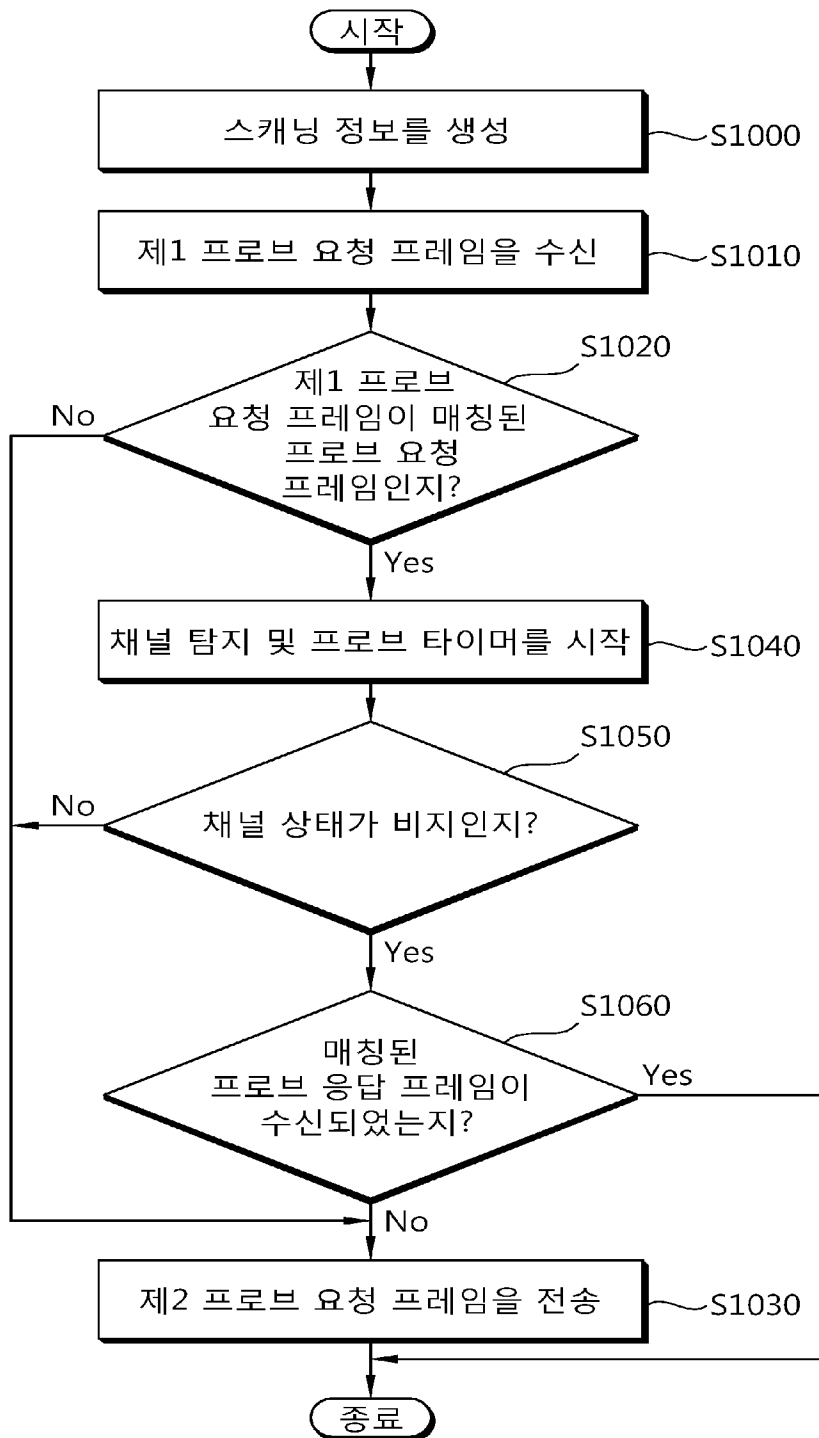 시작
스캐닝 정보를 생성
S1000
제1 프로브 요청 프레임을 수신
S1010
S1020
제1 프로브
요청 프레임이 매칭된
프로브 요청
프레임인지?
No
Yes
채널 탐지 및 프로브 타이머를 시작
S1040
S1050
No
채널 상태가 비지인지?
Yes
S1060
매칭된
프로브 응답 프레임이
수신되었는지?
Yes
No
제2 프로브 요청 프레임을 전송
S1030
종료